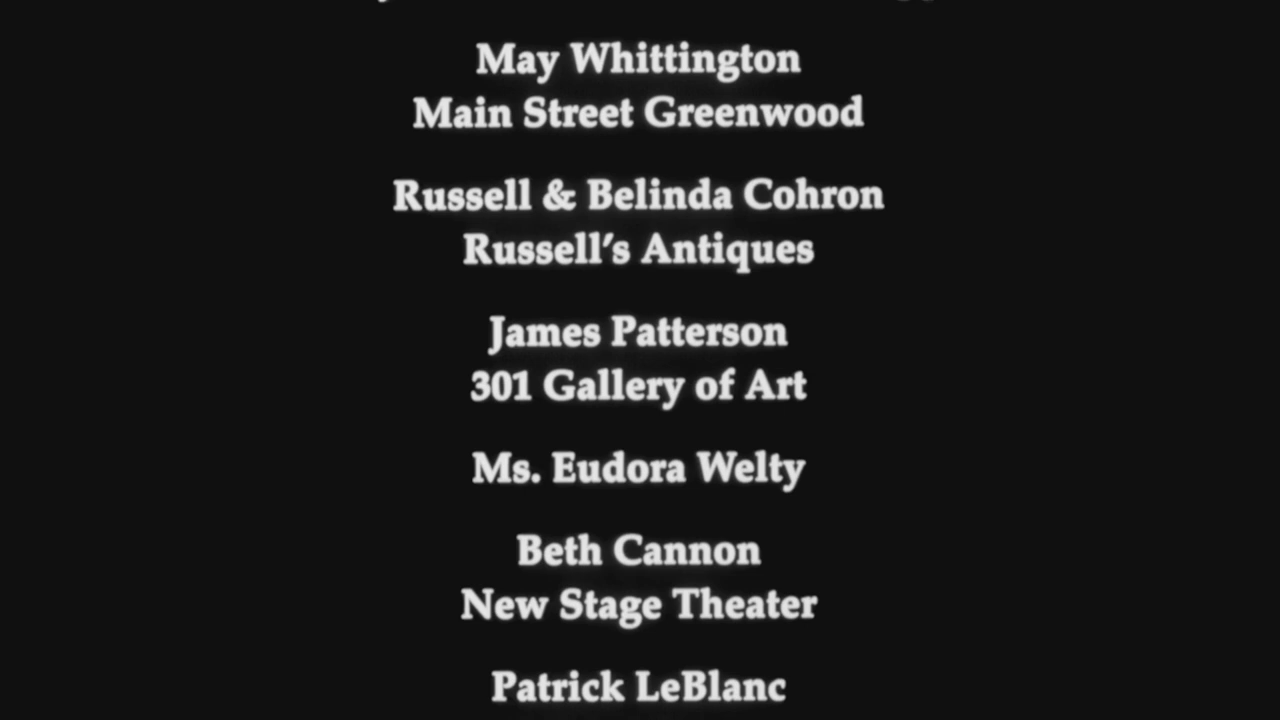 May Whittington
Main Street Greenwood
Russell & Belinda Cohron
Russell’s Antiques
James Patterson
301 Gallery of Art
Ms. Eudora Welty
Beth Cannon
New Stage Theater
Patrick LeBlanc